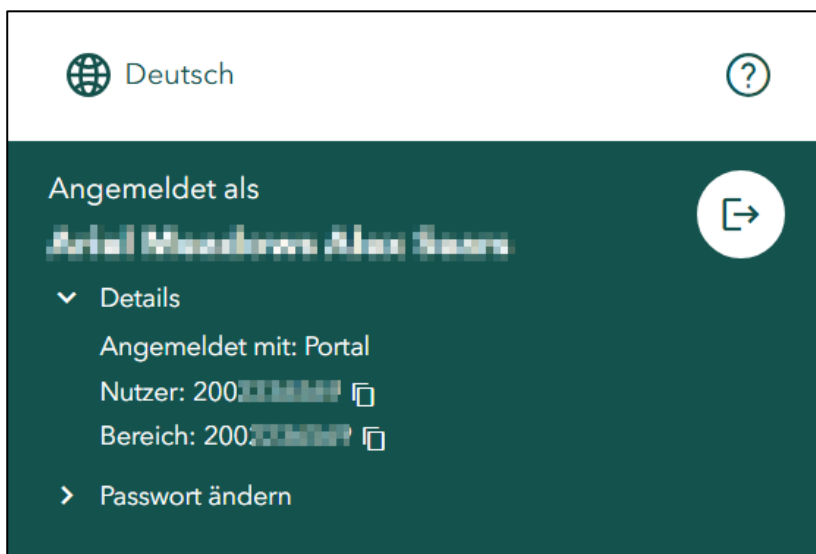 Deutsch
Angemeldet als
Details
Angemeldet mit: Portal
Nutzer: 200
Bereich: 200
Passwort ändern